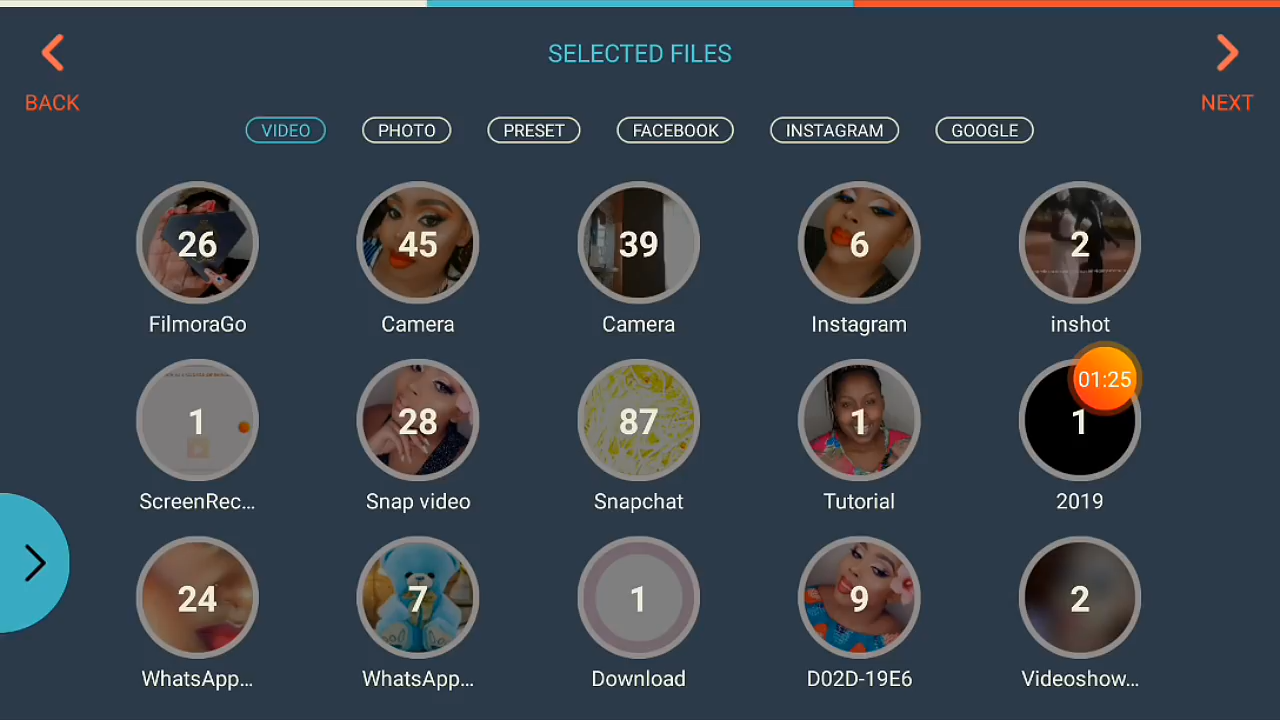 SELECTED FILES
BACK
NEXT
VIDEO PHOTO PRESET FACEBOOK INSTAGRAM GOOGLE
26 45 39 6 2
FilmoraGo Camera Camera Instagram inshot
01:25
1 28 87 1 1
ScreenRec... Snap video Snapchat Tutorial 2019
24 7 1 9 2
WhatsApp... WhatsApp... Download D02D-19E6 Videoshow...